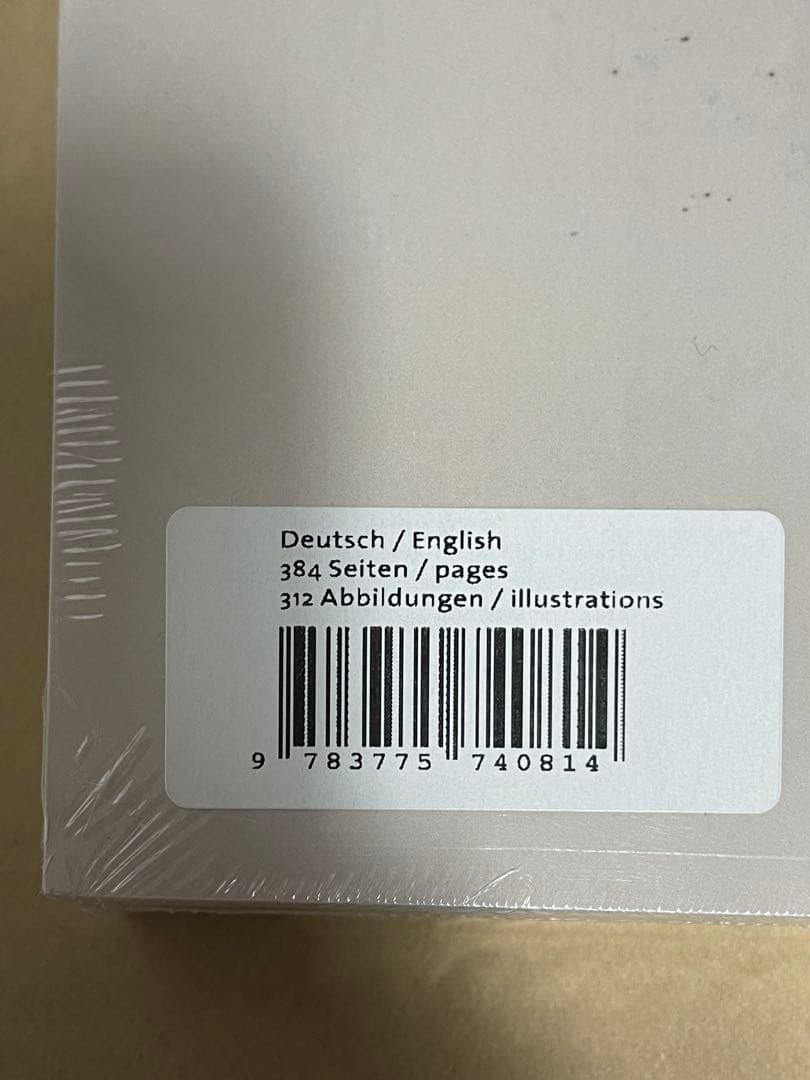 Deutsch / English
384 Seiten / pages
312 Abbildungen / illustrations
9 783775 740814